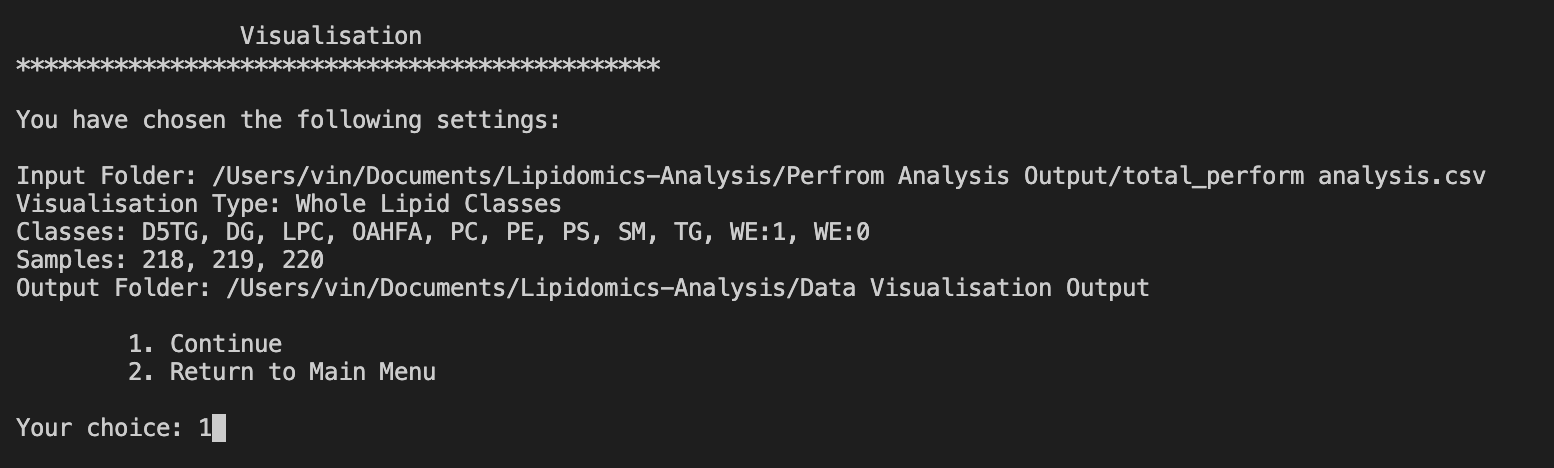 Visualisation
**********************************************
You have chosen the following settings:
Input Folder: /Users/vin/Documents/Lipidomics-Analysis/Perfrom Analysis Output/total_perform analysis.csv
Visualisation Type: Whole Lipid Classes
Classes: D5TG, DG, LPC, OAHFA, PC, PE, PS, SM, TG, WE:1, WE:0
Samples: 218, 219, 220
Output Folder: /Users/vin/Documents/Lipidomics-Analysis/Data Visualisation Output
1. Continue
2. Return to Main Menu
Your choice: 1